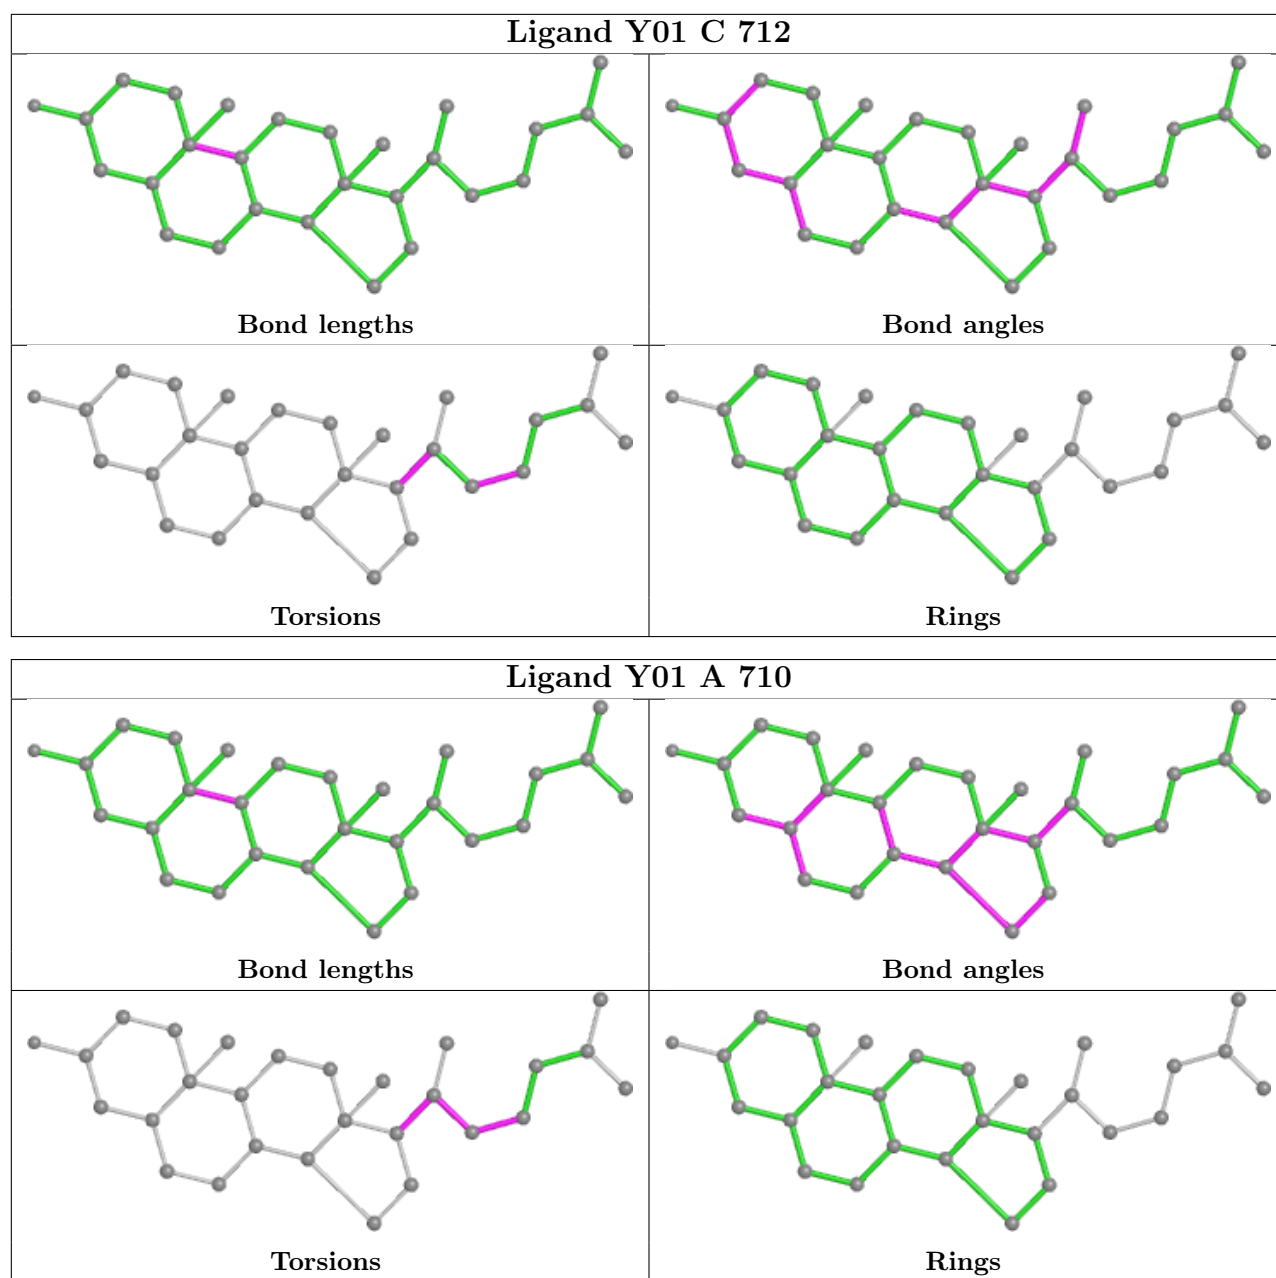 Ligand Y01 C 712
Bond lengths
Bond angles
Torsions
Rings
Ligand Y01 A 710
Bond lengths
Bond angles
Torsions
Rings